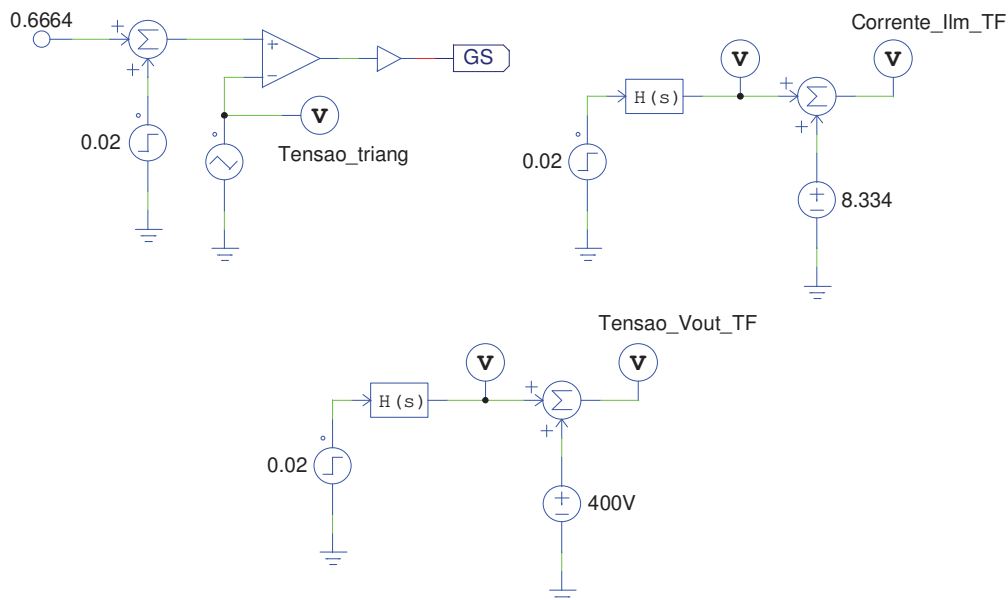 0.6664
Σ
+
+
+
−
GS
0.02
V
Tensao_triang
Corrente_Ilm_TF
V
V
H(s)
+
Σ
+
0.02
+
−
8.334
Tensao_Vout_TF
V
V
H(s)
+
Σ
+
0.02
+
−
400V